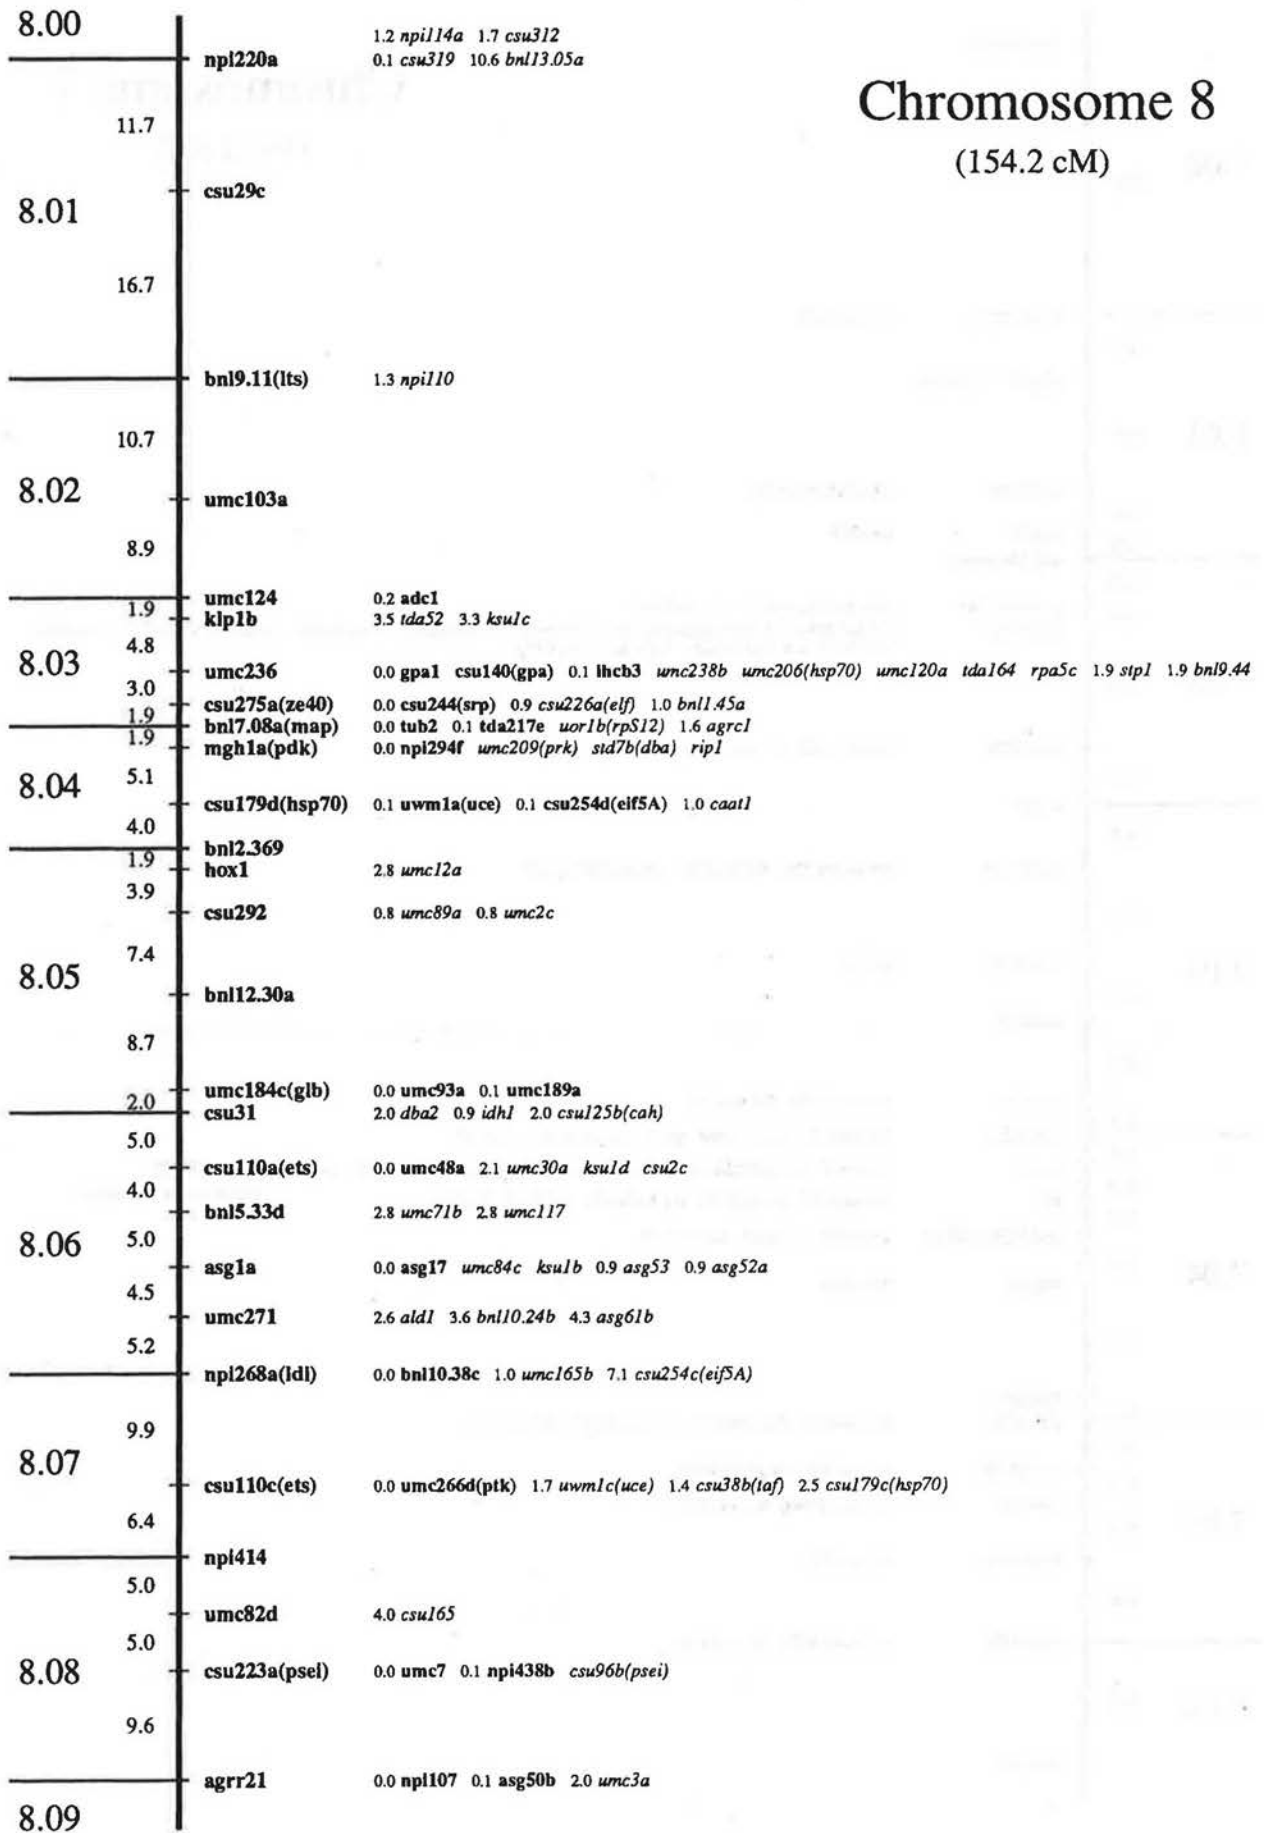 8.00
1.2 npi114a 1.7 csu312
npi220a 0.1 csu319 10.6 bnl13.05a
Chromosome 8
11.7
(154.2 cM)
csu29c
8.01
16.7
bnl9.11(lts) 1.3 npi110
10.7
8.02
umc103a
8.9
umc124 0.2 adc1
1.9
klp1b 3.5 tda52 3.3 ksu1c
4.8
8.03
umc236 0.0 gpa1 csu140(gpa) 0.1 lhcb3 umc238b umc206(hsp70) umc120a tda164 rpa5c 1.9 stp1 1.9 bnl9.44
3.0
csu275a(ze40) 0.0 csu244(srp) 0.9 csu226a(elf) 1.0 bnl1.45a
1.9
bnl7.08a(map) 0.0 tub2 0.1 tda217e uor1b(rpS12) 1.6 agrc1
1.9
mgh1a(pdk) 0.0 npi294f umc209(prk) std7b(dba) rip1
5.1
8.04
csu179d(hsp70) 0.1 uwm1a(uce) 0.1 csu254d(eif5A) 1.0 caat1
4.0
bnl2.369
1.9
hox1 2.8 umc12a
3.9
csu292 0.8 umc89a 0.8 umc2c
7.4
8.05
bnl12.30a
8.7
umc184c(glb) 0.0 umc93a 0.1 umc189a
2.0
csu31 2.0 dba2 0.9 idh1 2.0 csu125b(cah)
5.0
csu110a(ets) 0.0 umc48a 2.1 umc30a ksu1d csu2c
4.0
bnl5.33d 2.8 umc71b 2.8 umc117
5.0
8.06
asg1a 0.0 asg17 umc84c ksu1b 0.9 asg53 0.9 asg52a
4.5
umc271 2.6 ald1 3.6 bnl10.24b 4.3 asg61b
5.2
npi268a(ldl) 0.0 bnl10.38c 1.0 umc165b 7.1 csu254c(eif5A)
9.9
8.07
csu110c(ets) 0.0 umc266d(ptk) 1.7 uwm1c(uce) 1.4 csu38b(taf) 2.5 csu179c(hsp70)
6.4
npi414
5.0
umc82d 4.0 csu165
5.0
8.08
csu223a(psei) 0.0 umc7 0.1 npi438b csu96b(psei)
9.6
agrr21 0.0 npi107 0.1 asg50b 2.0 umc3a
8.09